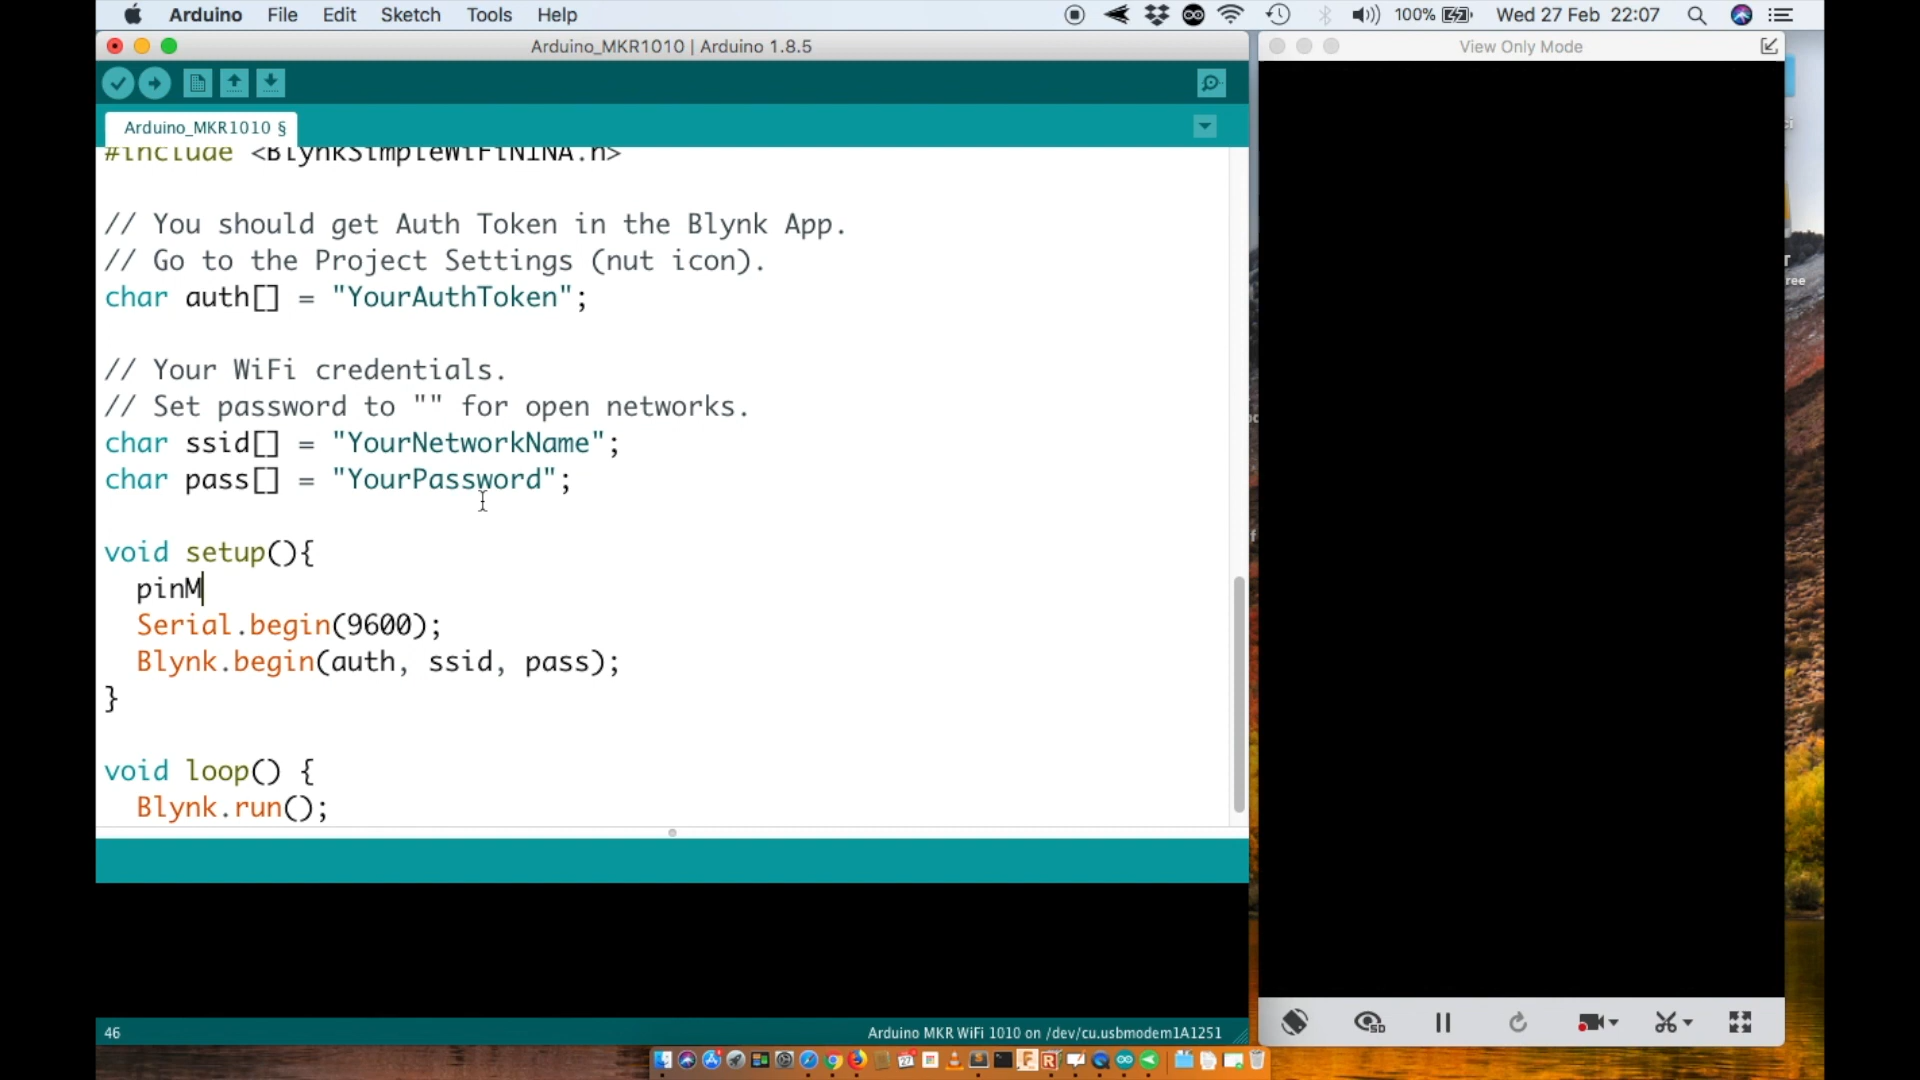 Arduino File Edit Sketch Tools Help
100% Wed 27 Feb 22:07
Arduino_MKR1010 | Arduino 1.8.5
View Only Mode
Arduino_MKR1010 §
#include <BlynkSimpleWiFiNINA.h>
// You should get Auth Token in the Blynk App.
// Go to the Project Settings (nut icon).
char auth[] = "YourAuthToken";
// Your WiFi credentials.
// Set password to "" for open networks.
char ssid[] = "YourNetworkName";
char pass[] = "YourPassword";
void setup(){
pinM
Serial.begin(9600);
Blynk.begin(auth, ssid, pass);
}
void loop() {
Blynk.run();
46
Arduino MKR WiFi 1010 on /dev/cu.usbmodem1A1251